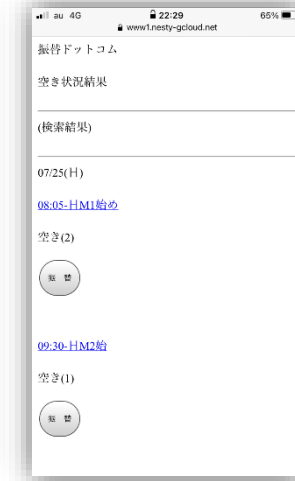 au 4G 22:29 65%
www1.nesty-gcloud.net
振替ドットコム
空き状況結果
(検索結果)
07/25(日)
08:05-日M1始め
空き(2)
振 替
09:30-日M2始
空き(1)
振 替